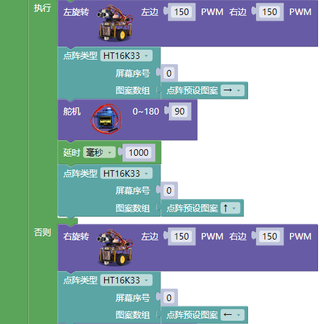 执行
左旋转 左边 150 PWM 右边 150 PWM
点阵类型 HT16K33
屏幕序号 0
图案数组 点阵预设图案 →
舵机 0~180 90
延时 毫秒 1000
点阵类型 HT16K33
屏幕序号 0
图案数组 点阵预设图案 ↑
否则
右旋转 左边 150 PWM 右边 150 PWM
点阵类型 HT16K33
屏幕序号 0
图案数组 点阵预设图案 ←